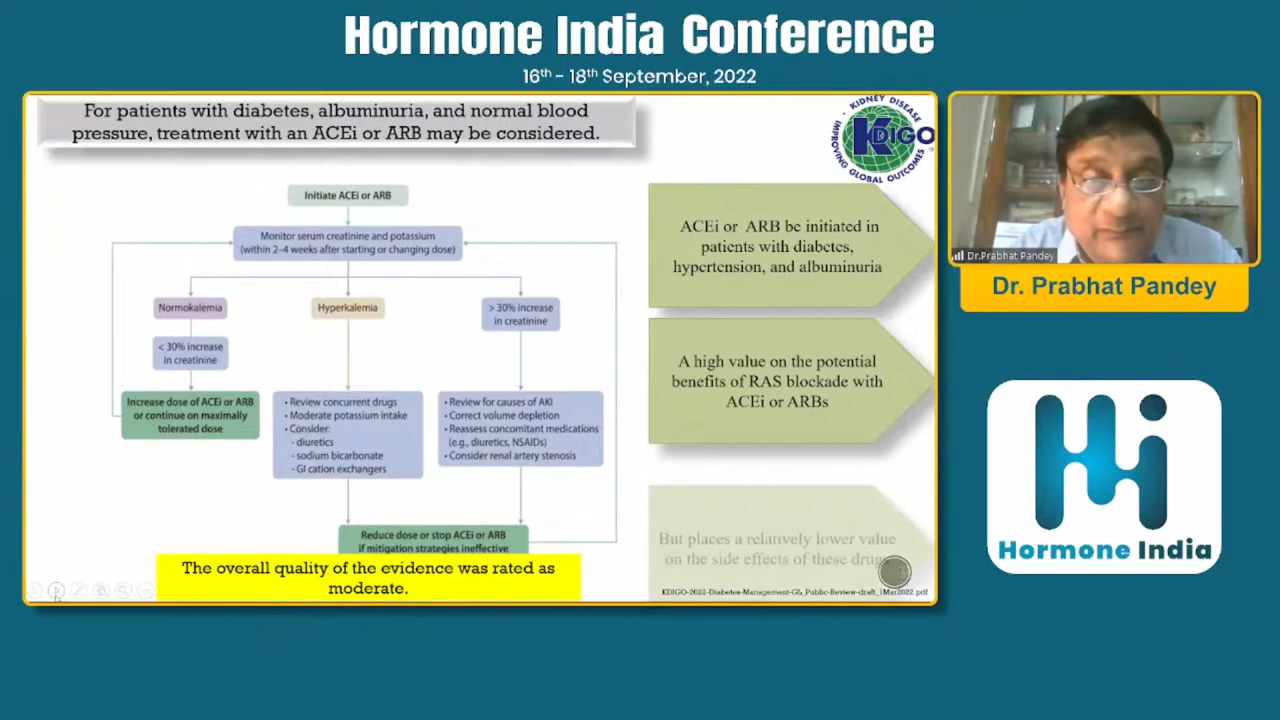 Hormone India Conference
16th - 18th September, 2022
For patients with diabetes, albuminuria, and normal blood
pressure, treatment with an ACEi or ARB may be considered.
KIDNEY DISEASE
KDIGO
IMPROVING GLOBAL OUTCOMES
Initiate ACEi or ARB
Monitor serum creatinine and potassium
(within 2–4 weeks after starting or changing dose)
Normokalemia
Hyperkalemia
> 30% increase
in creatinine
< 30% increase
in creatinine
Increase dose of ACEi or ARB
or continue on maximally
tolerated dose
• Review concurrent drugs
• Moderate potassium intake
• Consider:
- diuretics
- sodium bicarbonate
- GI cation exchangers
• Review for causes of AKI
• Correct volume depletion
• Reassess concomitant medications
(e.g., diuretics, NSAIDs)
• Consider renal artery stenosis
Reduce dose or stop ACEi or ARB
if mitigation strategies ineffective
The overall quality of the evidence was rated as
moderate.
ACEi or ARB be initiated in
patients with diabetes,
hypertension, and albuminuria
A high value on the potential
benefits of RAS blockade with
ACEi or ARBs
But places a relatively lower value
on the side effects of these drugs
KDIGO-2022-Diabetes-Management-GL_Public-Review-draft_1Mar2022.pdf
Dr.Prabhat Pandey
Dr. Prabhat Pandey
Hi
Hormone India